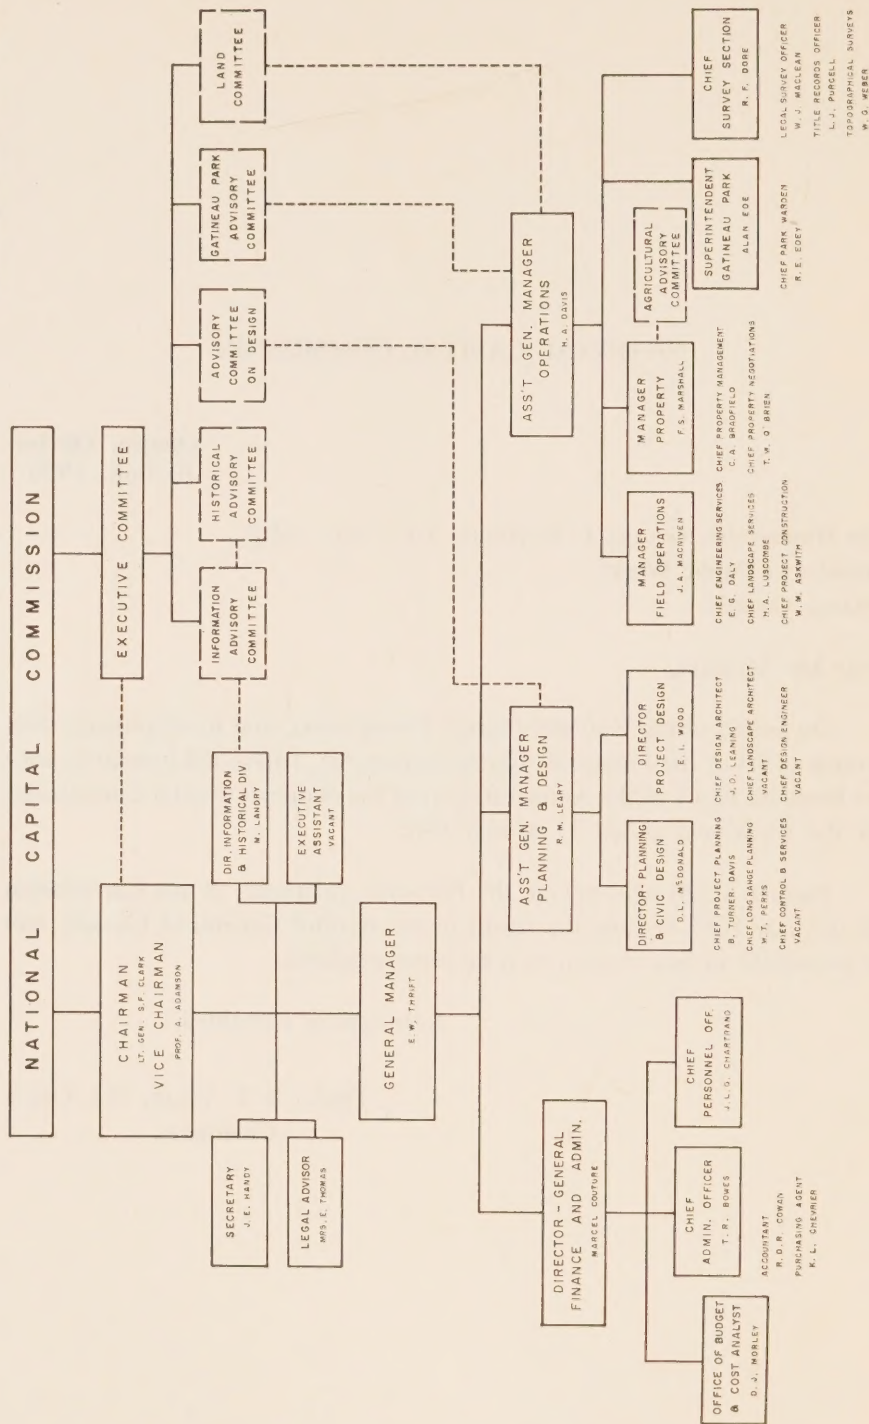 NATIONAL CAPITAL COMMISSION
CHAIRMAN
LT. GEN. S.F. CLARK
VICE CHAIRMAN
PROF. A. ADAMSON
EXECUTIVE COMMITTEE
SECRETARY
J. E. HANDY
LEGAL ADVISOR
MRS. E. THOMAS
DIR. INFORMATION
& HISTORICAL DIV
M. LANDRY
EXECUTIVE
ASSISTANT
VACANT
INFORMATION
ADVISORY
COMMITTEE
HISTORICAL
ADVISORY
COMMITTEE
ADVISORY
COMMITTEE
ON DESIGN
GATINEAU PARK
ADVISORY
COMMITTEE
LAND
COMMITTEE
GENERAL MANAGER
E. W. THRIFT
DIRECTOR - GENERAL
FINANCE AND ADMIN.
MARCEL COUTURE
ASS'T GEN. MANAGER
PLANNING & DESIGN
R. M. LEARY
ASS'T GEN. MANAGER
OPERATIONS
H. A. DAVIS
OFFICE OF BUDGET
& COST ANALYST
D. J. MORLEY
CHIEF
ADMIN. OFFICER
T. R. BOWES
ACCOUNTANT
R. D. R. COWAN
PURCHASING AGENT
K. L. CHEVRIER
CHIEF
PERSONNEL OFF.
J. L. G. CHARTRAND
DIRECTOR - PLANNING
& CIVIC DESIGN
D. L. McDONALD
CHIEF PROJECT PLANNING
B. TURNER DAVIS
CHIEF LONG RANGE PLANNING
W. T. PERKS
CHIEF CONTROL & SERVICES
VACANT
DIRECTOR
PROJECT DESIGN
E. I. WOOD
CHIEF DESIGN ARCHITECT
J. D. LEANING
CHIEF LANDSCAPE ARCHITECT
VACANT
CHIEF DESIGN ENGINEER
VACANT
MANAGER
FIELD OPERATIONS
J. A. MACNIVEN
CHIEF ENGINEERING SERVICES
E. G. DALY
CHIEF LANDSCAPE SERVICES
H. A. LUSCOMBE
CHIEF PROJECT CONSTRUCTION
W. M. ASKWITH
MANAGER
PROPERTY
F. S. MARSHALL
CHIEF PROPERTY MANAGEMENT
C. A. BRADFIELD
CHIEF PROPERTY NEGOTIATIONS
T. W. O'BRIEN
AGRICULTURAL
ADVISORY
COMMITTEE
SUPERINTENDENT
GATINEAU PARK
ALAN EDE
CHIEF PARK WARDEN
R. E. EDEY
CHIEF
SURVEY SECTION
R. F. DORE
LEGAL SURVEY OFFICER
W. J. MACLEAN
TITLE RECORDS OFFICER
L. J. PURCELL
TOPOGRAPHICAL SURVEYS
W. G. WEBER